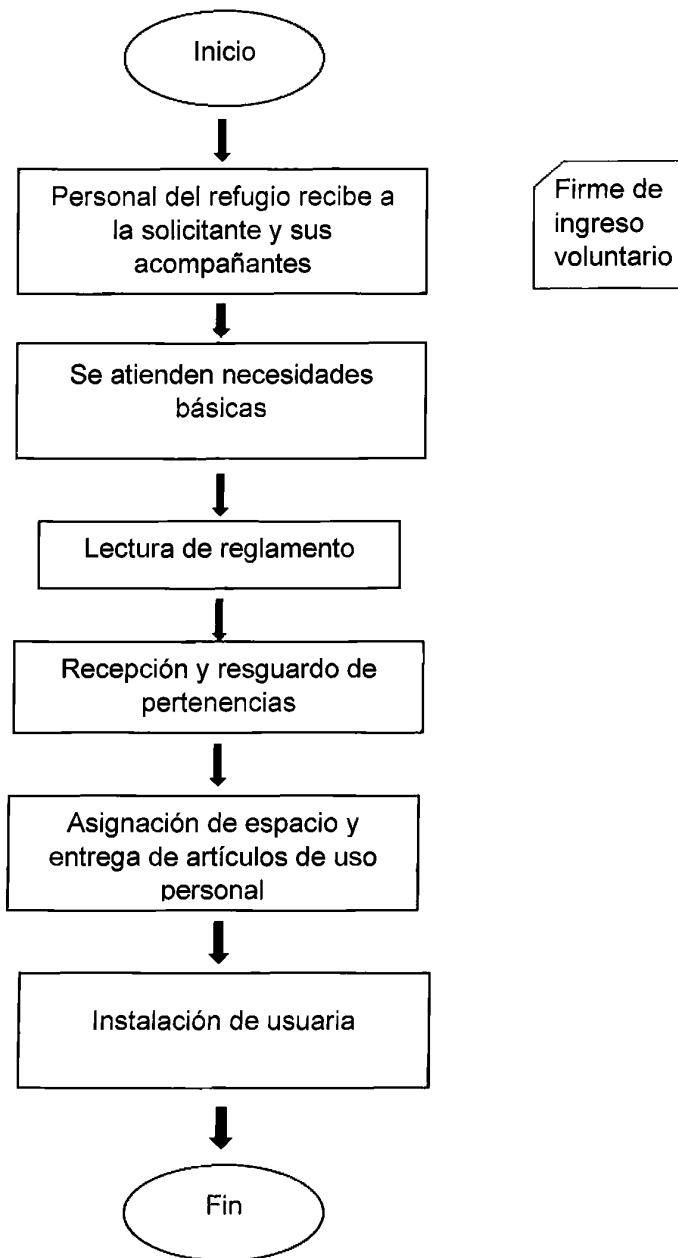 Inicio
Personal del refugio recibe a
la solicitante y sus
acompañantes
Firme de
ingreso
voluntario
Se atienden necesidades
básicas
Lectura de reglamento
Recepción y resguardo de
pertenencias
Asignación de espacio y
entrega de artículos de uso
personal
Instalación de usuaria
Fin